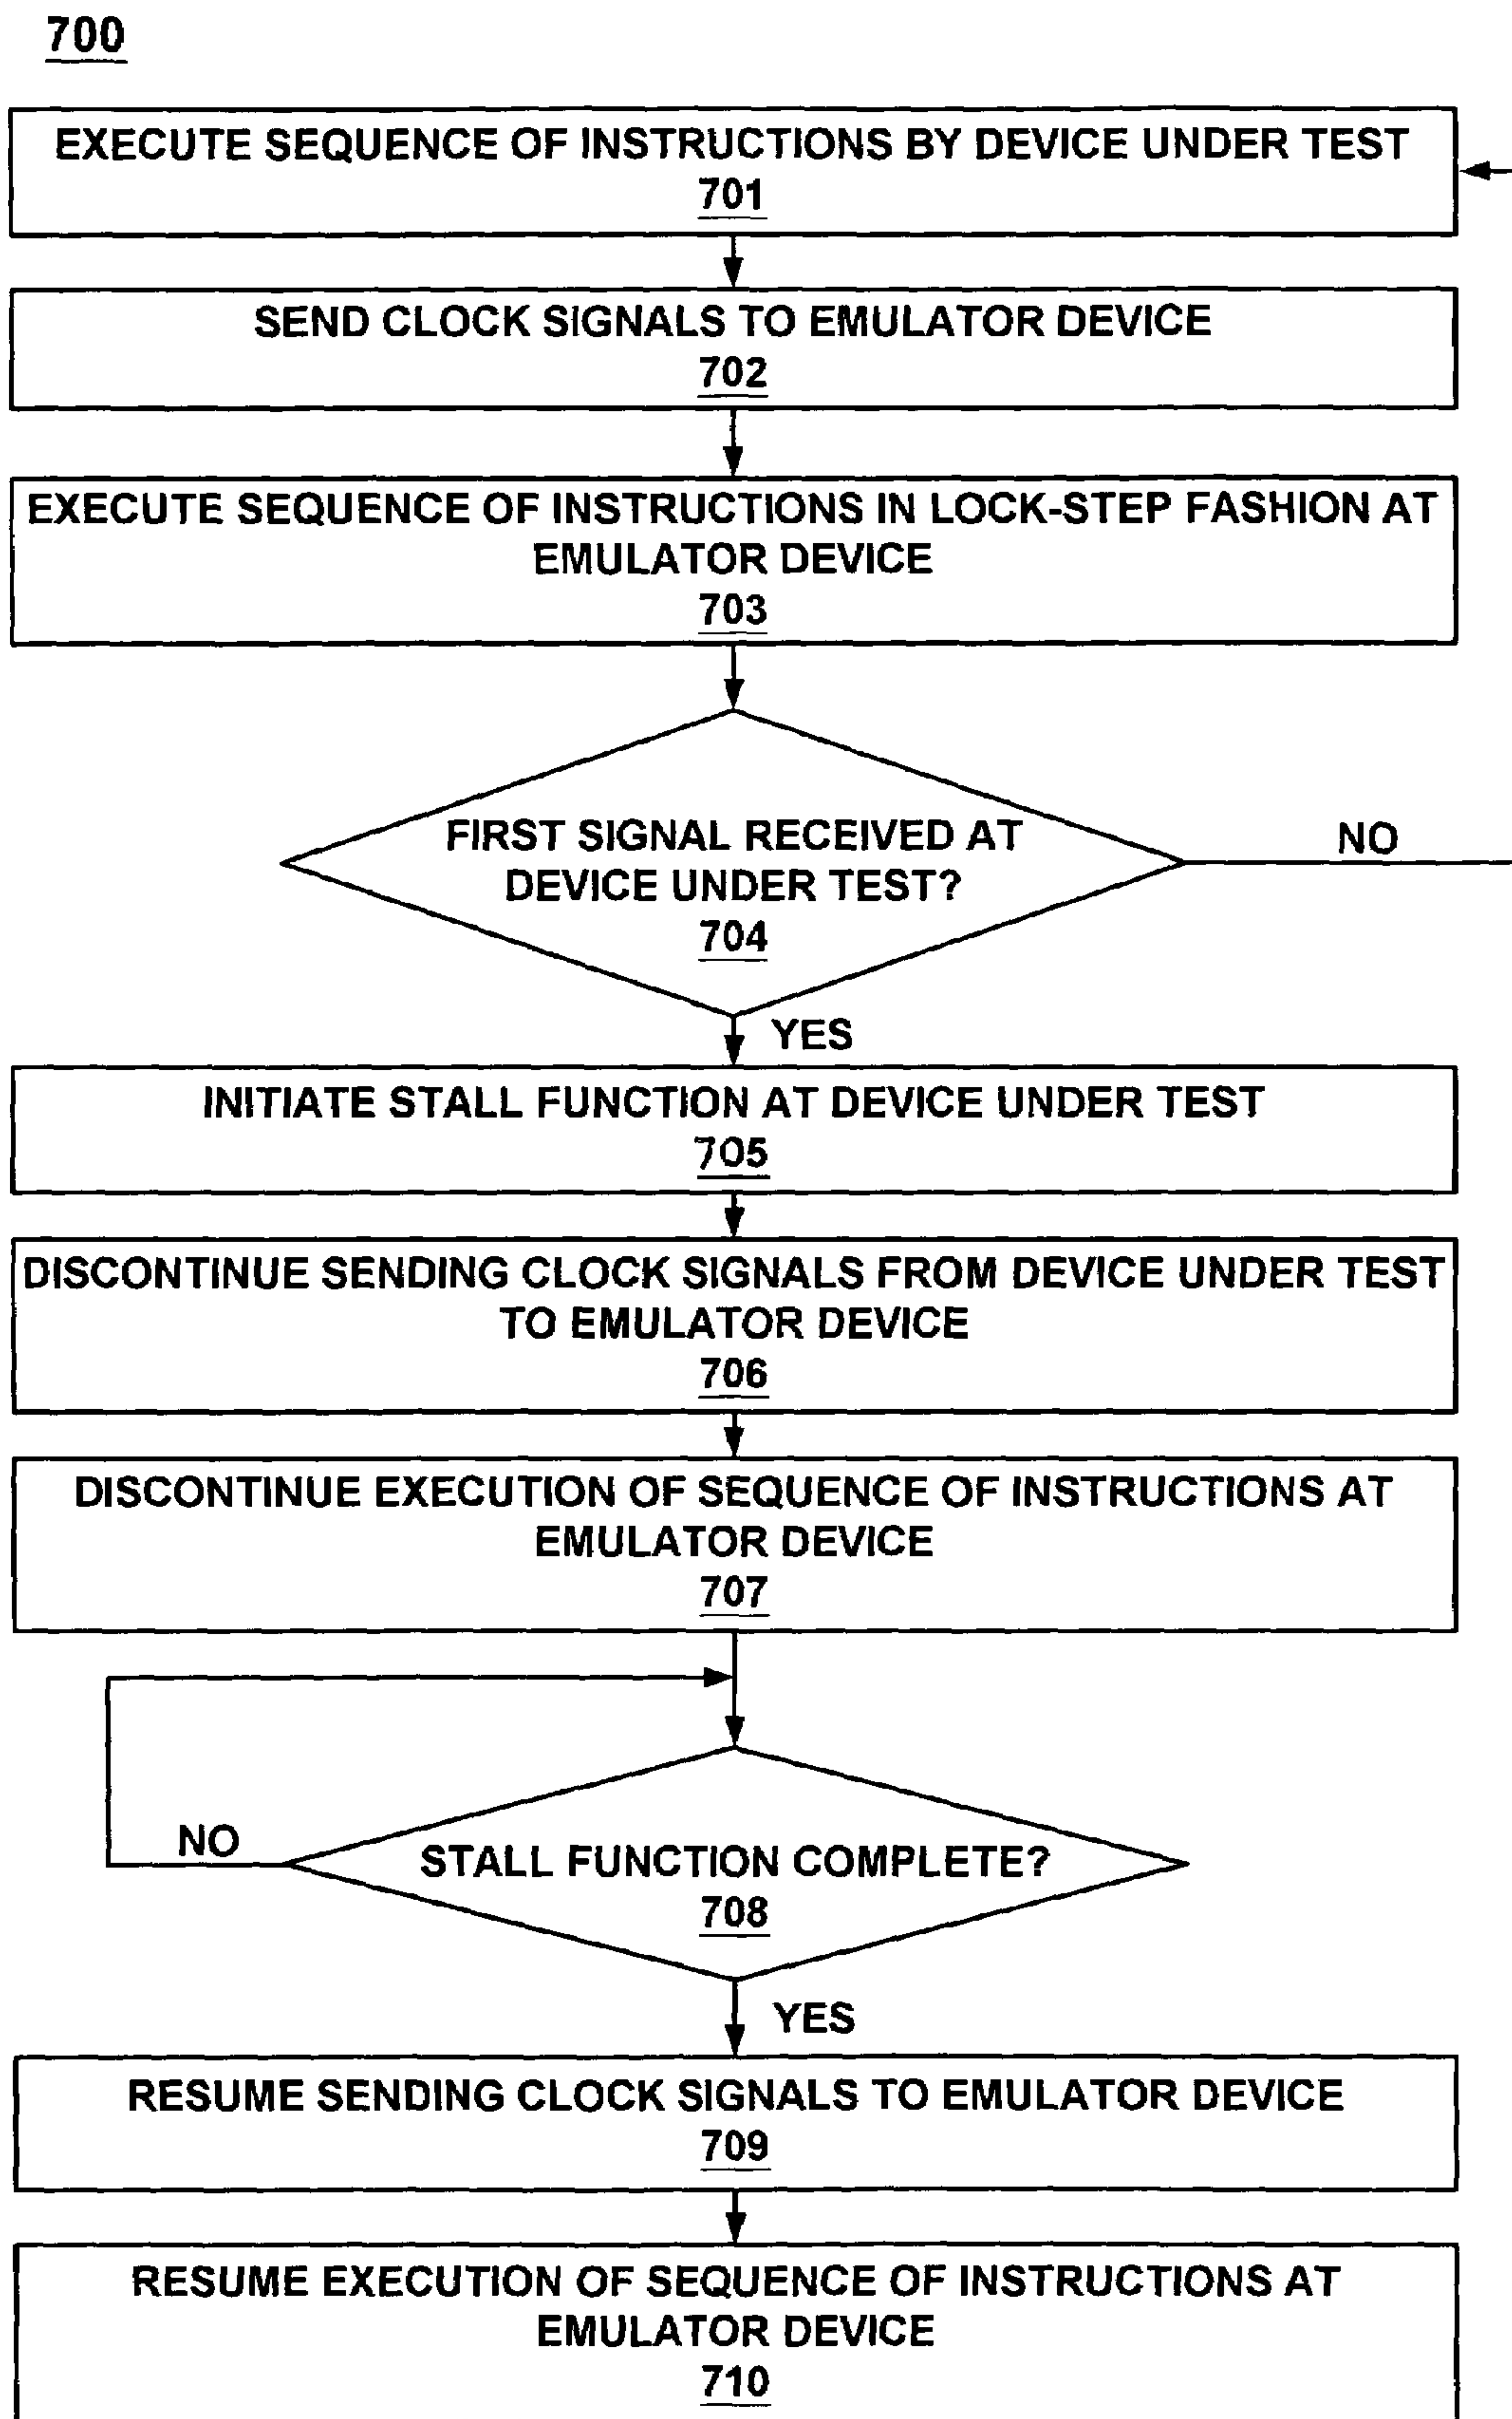 700
EXECUTE SEQUENCE OF INSTRUCTIONS BY DEVICE UNDER TEST
701
SEND CLOCK SIGNALS TO EMULATOR DEVICE
702
EXECUTE SEQUENCE OF INSTRUCTIONS IN LOCK-STEP FASHION AT
EMULATOR DEVICE
703
FIRST SIGNAL RECEIVED AT
DEVICE UNDER TEST?
704
NO
YES
INITIATE STALL FUNCTION AT DEVICE UNDER TEST
705
DISCONTINUE SENDING CLOCK SIGNALS FROM DEVICE UNDER TEST
TO EMULATOR DEVICE
706
DISCONTINUE EXECUTION OF SEQUENCE OF INSTRUCTIONS AT
EMULATOR DEVICE
707
NO
STALL FUNCTION COMPLETE?
708
YES
RESUME SENDING CLOCK SIGNALS TO EMULATOR DEVICE
709
RESUME EXECUTION OF SEQUENCE OF INSTRUCTIONS AT
EMULATOR DEVICE
710